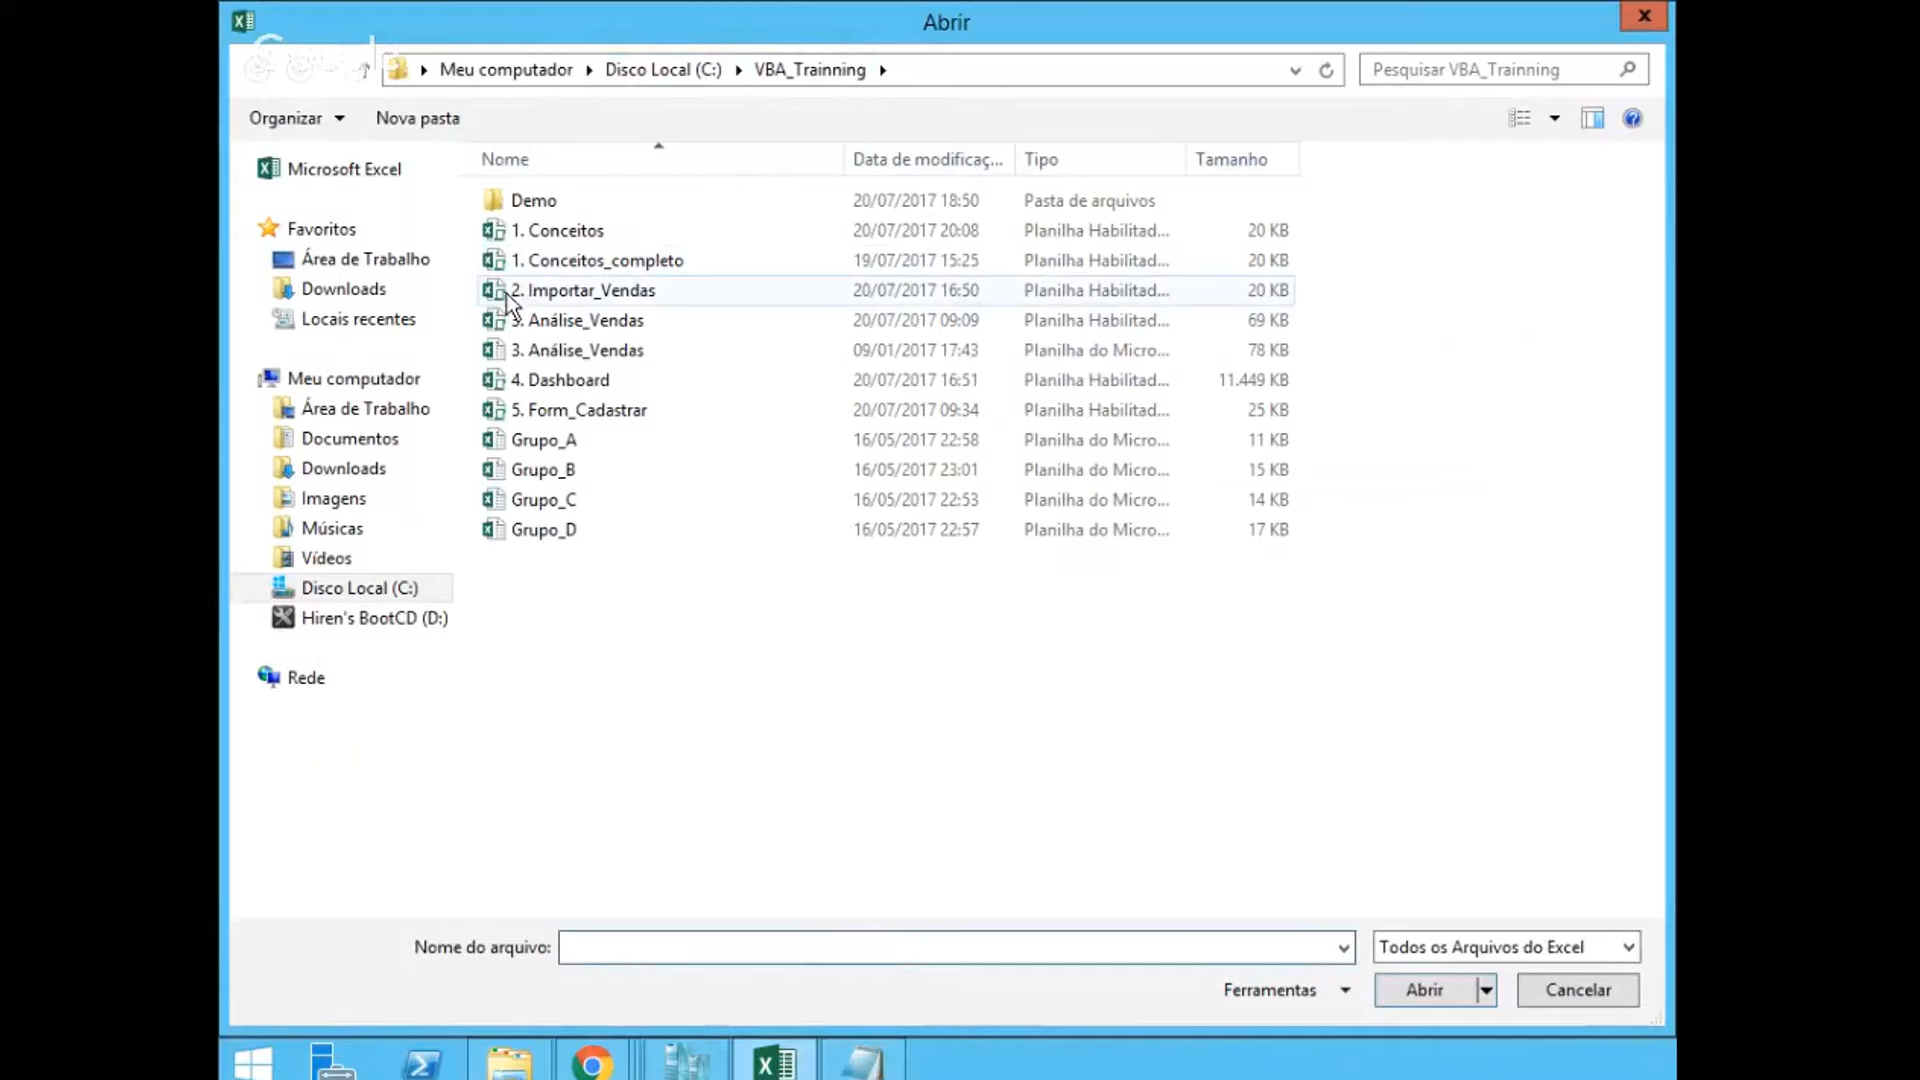 Abrir
Meu computador Disco Local (C:) VBA_Trainning
Pesquisar VBA_Trainning
Organizar Nova pasta
Nome Data de modificaç... Tipo Tamanho
Microsoft Excel
Favoritos
Área de Trabalho
Downloads
Locais recentes
Meu computador
Área de Trabalho
Documentos
Downloads
Imagens
Músicas
Vídeos
Disco Local (C:)
Hiren's BootCD (D:)
Rede
Demo 20/07/2017 18:50 Pasta de arquivos
1. Conceitos 20/07/2017 20:08 Planilha Habilitad... 20 KB
1. Conceitos_completo 19/07/2017 15:25 Planilha Habilitad... 20 KB
2. Importar_Vendas 20/07/2017 16:50 Planilha Habilitad... 20 KB
3. Análise_Vendas 20/07/2017 09:09 Planilha Habilitad... 69 KB
3. Análise_Vendas 09/01/2017 17:43 Planilha do Micro... 78 KB
4. Dashboard 20/07/2017 16:51 Planilha Habilitad... 11.449 KB
5. Form_Cadastrar 20/07/2017 09:34 Planilha Habilitad... 25 KB
Grupo_A 16/05/2017 22:58 Planilha do Micro... 11 KB
Grupo_B 16/05/2017 23:01 Planilha do Micro... 15 KB
Grupo_C 16/05/2017 22:53 Planilha do Micro... 14 KB
Grupo_D 16/05/2017 22:57 Planilha do Micro... 17 KB
Nome do arquivo:
Todos os Arquivos do Excel
Ferramentas Abrir Cancelar